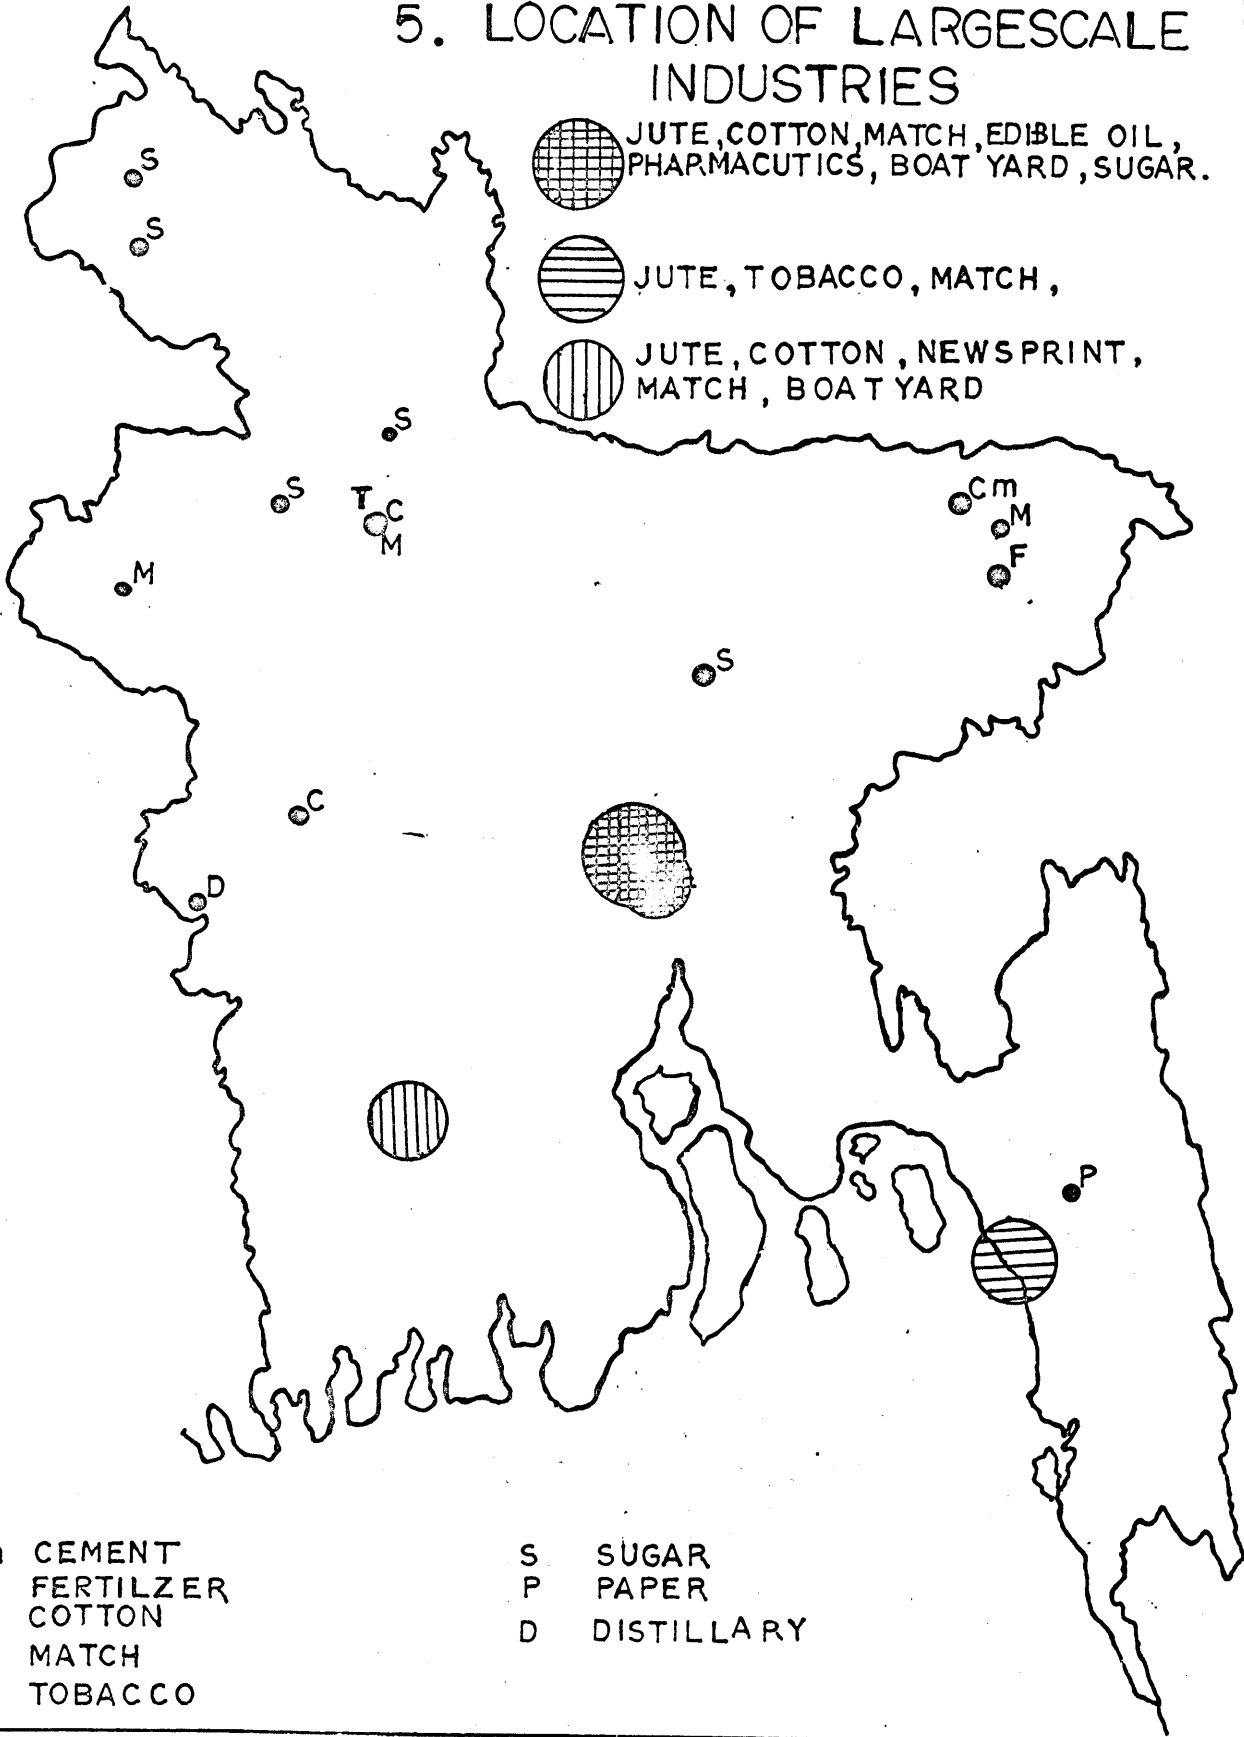 5. LOCATION OF LARGESCALE
INDUSTRIES
JUTE, COTTON, MATCH, EDIBLE OIL,
PHARMACUTICS, BOAT YARD, SUGAR.
JUTE, TOBACCO, MATCH,
JUTE, COTTON, NEWSPRINT,
MATCH, BOAT YARD
S
S
S
S
T
C
M
M
Cm
M
F
S
C
D
P
CEMENT
FERTILZER
COTTON
MATCH
TOBACCO
S SUGAR
P PAPER
D DISTILLARY